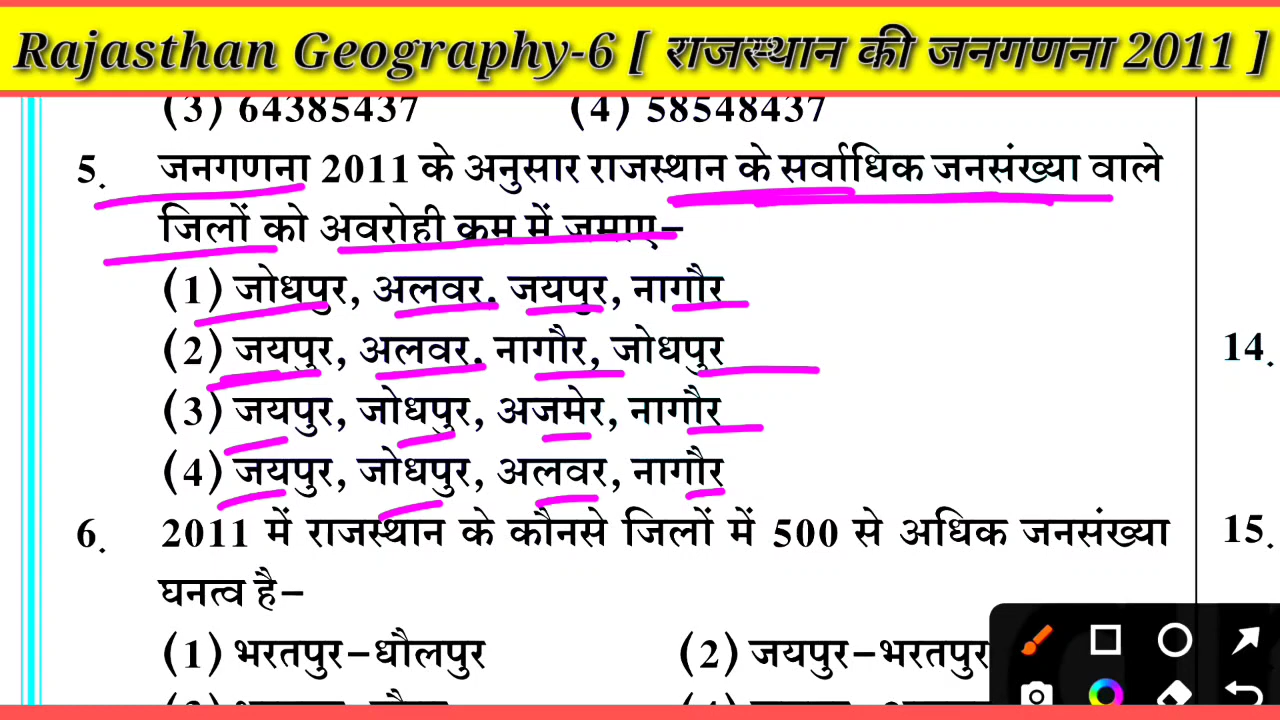 Rajasthan Geography-6 [ राजस्थान की जनगणना 2011 ]
(3) 64385437 (4) 58548437
5. जनगणना 2011 के अनुसार राजस्थान के सर्वाधिक जनसंख्या वाले
जिलों को अवरोही क्रम में जमाए-
(1) जोधपुर, अलवर, जयपुर, नागौर
(2) जयपुर, अलवर, नागौर, जोधपुर
(3) जयपुर, जोधपुर, अजमेर, नागौर
(4) जयपुर, जोधपुर, अलवर, नागौर
6. 2011 में राजस्थान के कौनसे जिलों में 500 से अधिक जनसंख्या
घनत्व है-
(1) भरतपुर-धौलपुर (2) जयपुर-भरतपुर
14.
15.